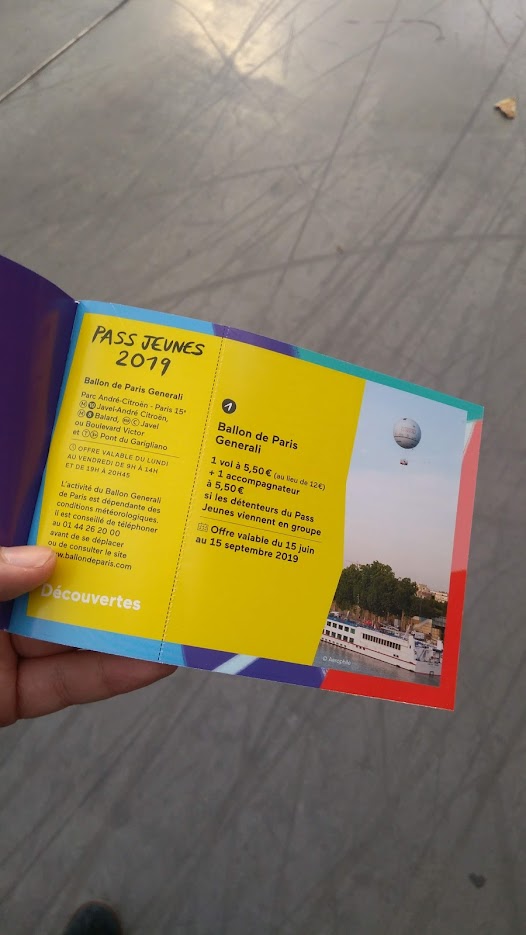 PASS JEUNES
2019
Ballon de Paris Generali
Parc André-Citroën - Paris 15e
M 10 Javel-André Citroën,
M 8 Balard, RER C Javel
ou Boulevard Victor
et T 3a Pont du Garigliano
OFFRE VALABLE DU LUNDI
AU VENDREDI DE 9H À 14H
ET DE 19H À 20H45
L'activité du Ballon Generali
de Paris est dépendante des
conditions météorologiques,
il est conseillé de téléphoner
au 01 44 26 20 00
avant de se déplacer
ou de consulter le site
www.ballondeparis.com
Découvertes
1
Ballon de Paris
Generali
1 vol à 5,50 € (au lieu de 12€)
+ 1 accompagnateur
à 5,50 €
si les détenteurs du Pass
Jeunes viennent en groupe
Offre valable du 15 juin
au 15 septembre 2019
© Aerophile